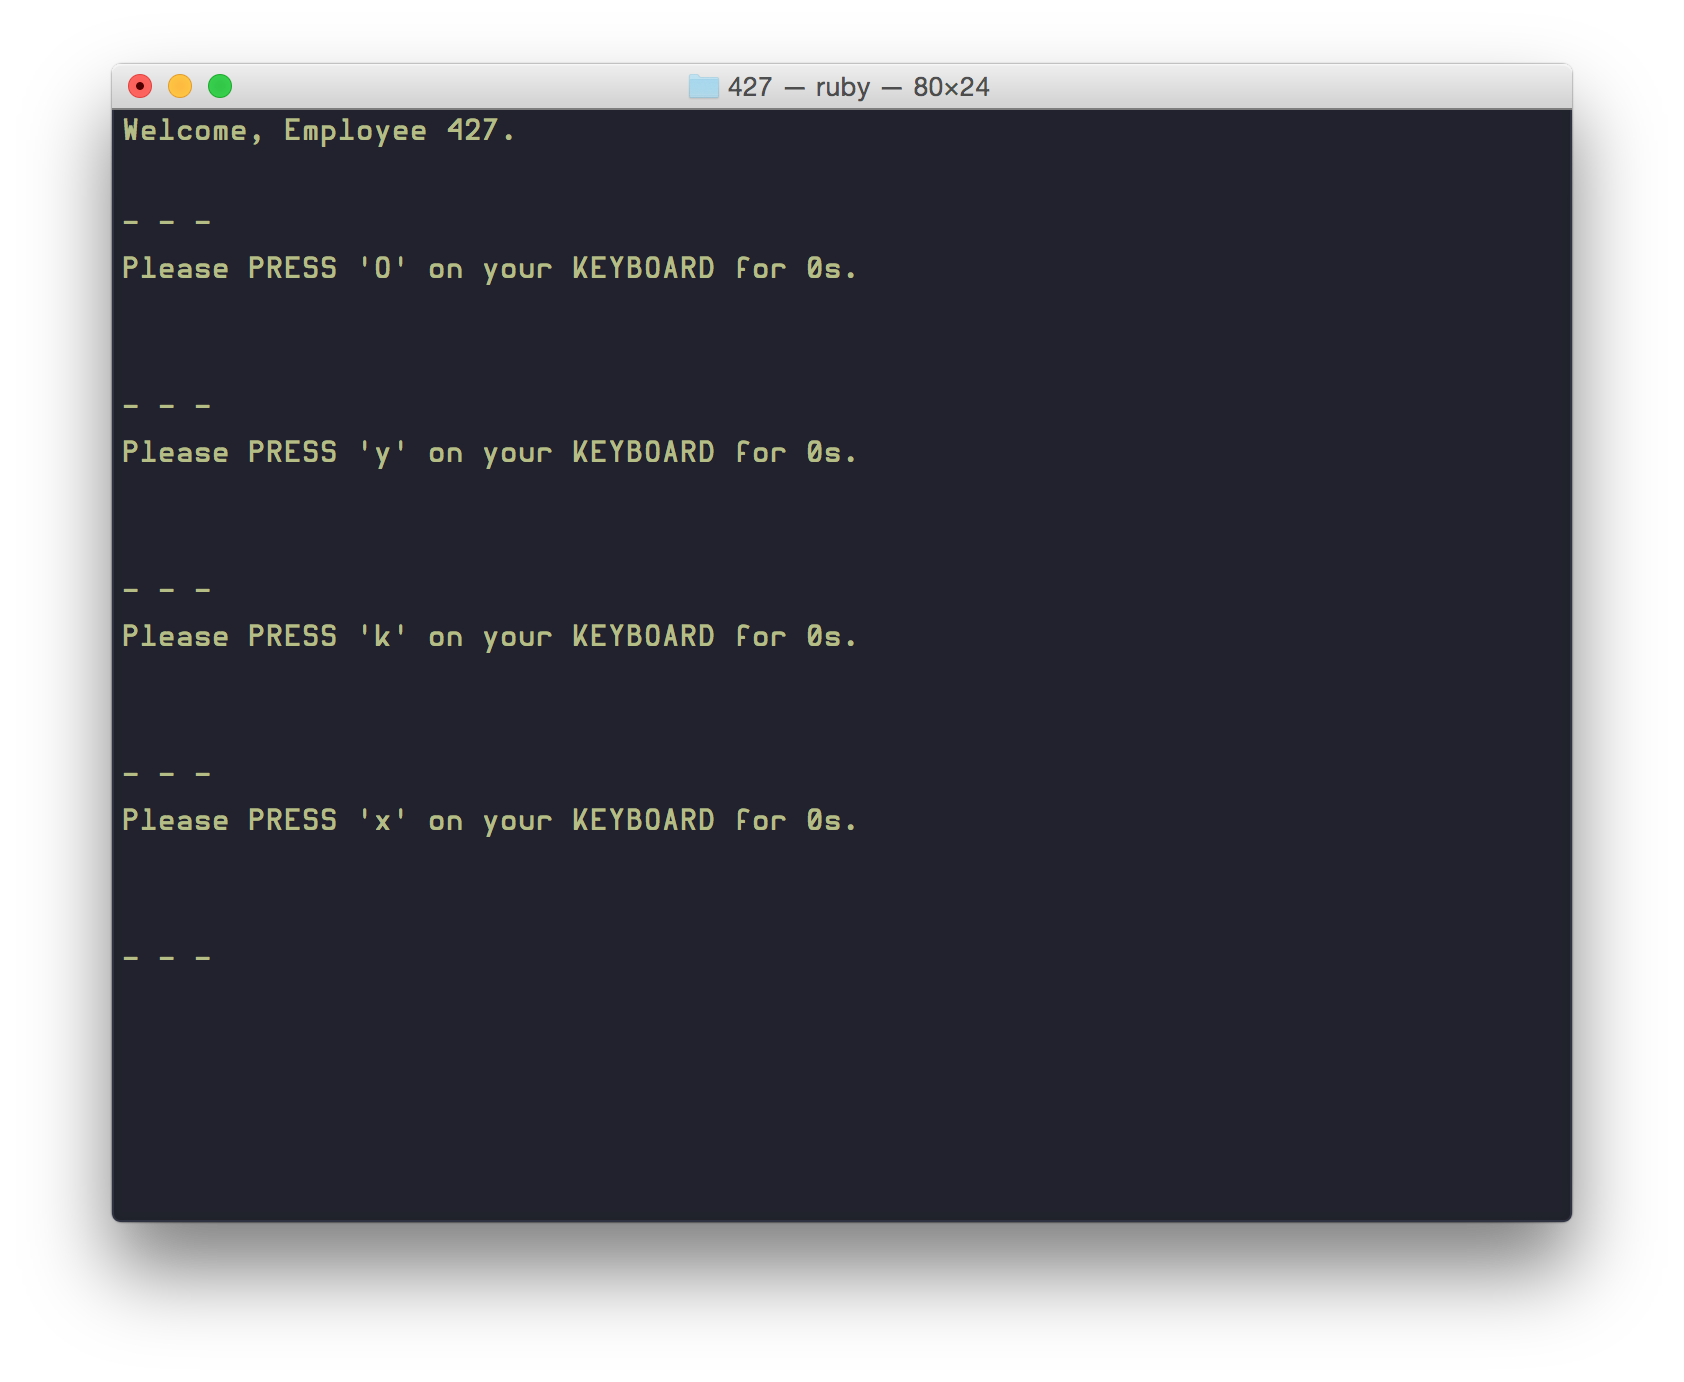 427 — ruby — 80×24
Welcome, Employee 427.
- - -
Please PRESS 'O' on your KEYBOARD for 0s.
- - -
Please PRESS 'y' on your KEYBOARD for 0s.
- - -
Please PRESS 'k' on your KEYBOARD for 0s.
- - -
Please PRESS 'x' on your KEYBOARD for 0s.
- - -